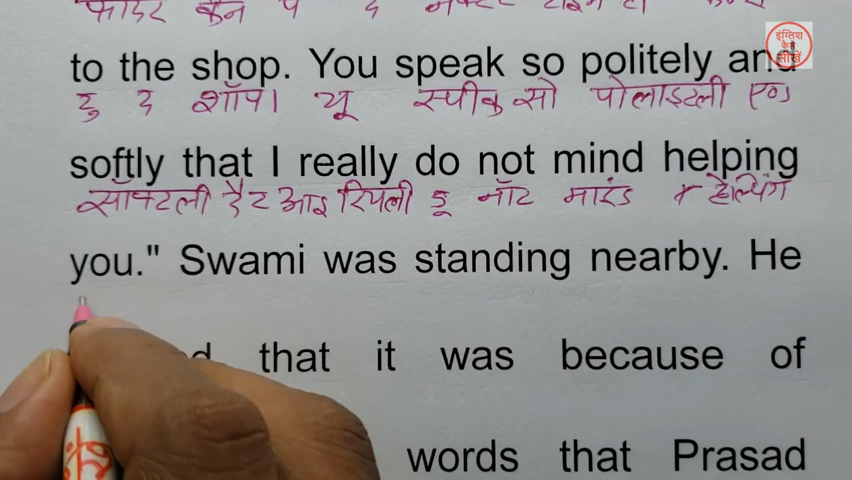 to the shop. You speak so politely and
टु द शॉप। यू स्पीक सो पोलाइटली एण्ड
softly that I really do not mind helping
सॉफ्टली दैट आइ रियली डू नॉट माइंड हेल्पिंग
you." Swami was standing nearby. He
that it was because of
words that Prasad
इंग्लिश
कैसे
सीखें